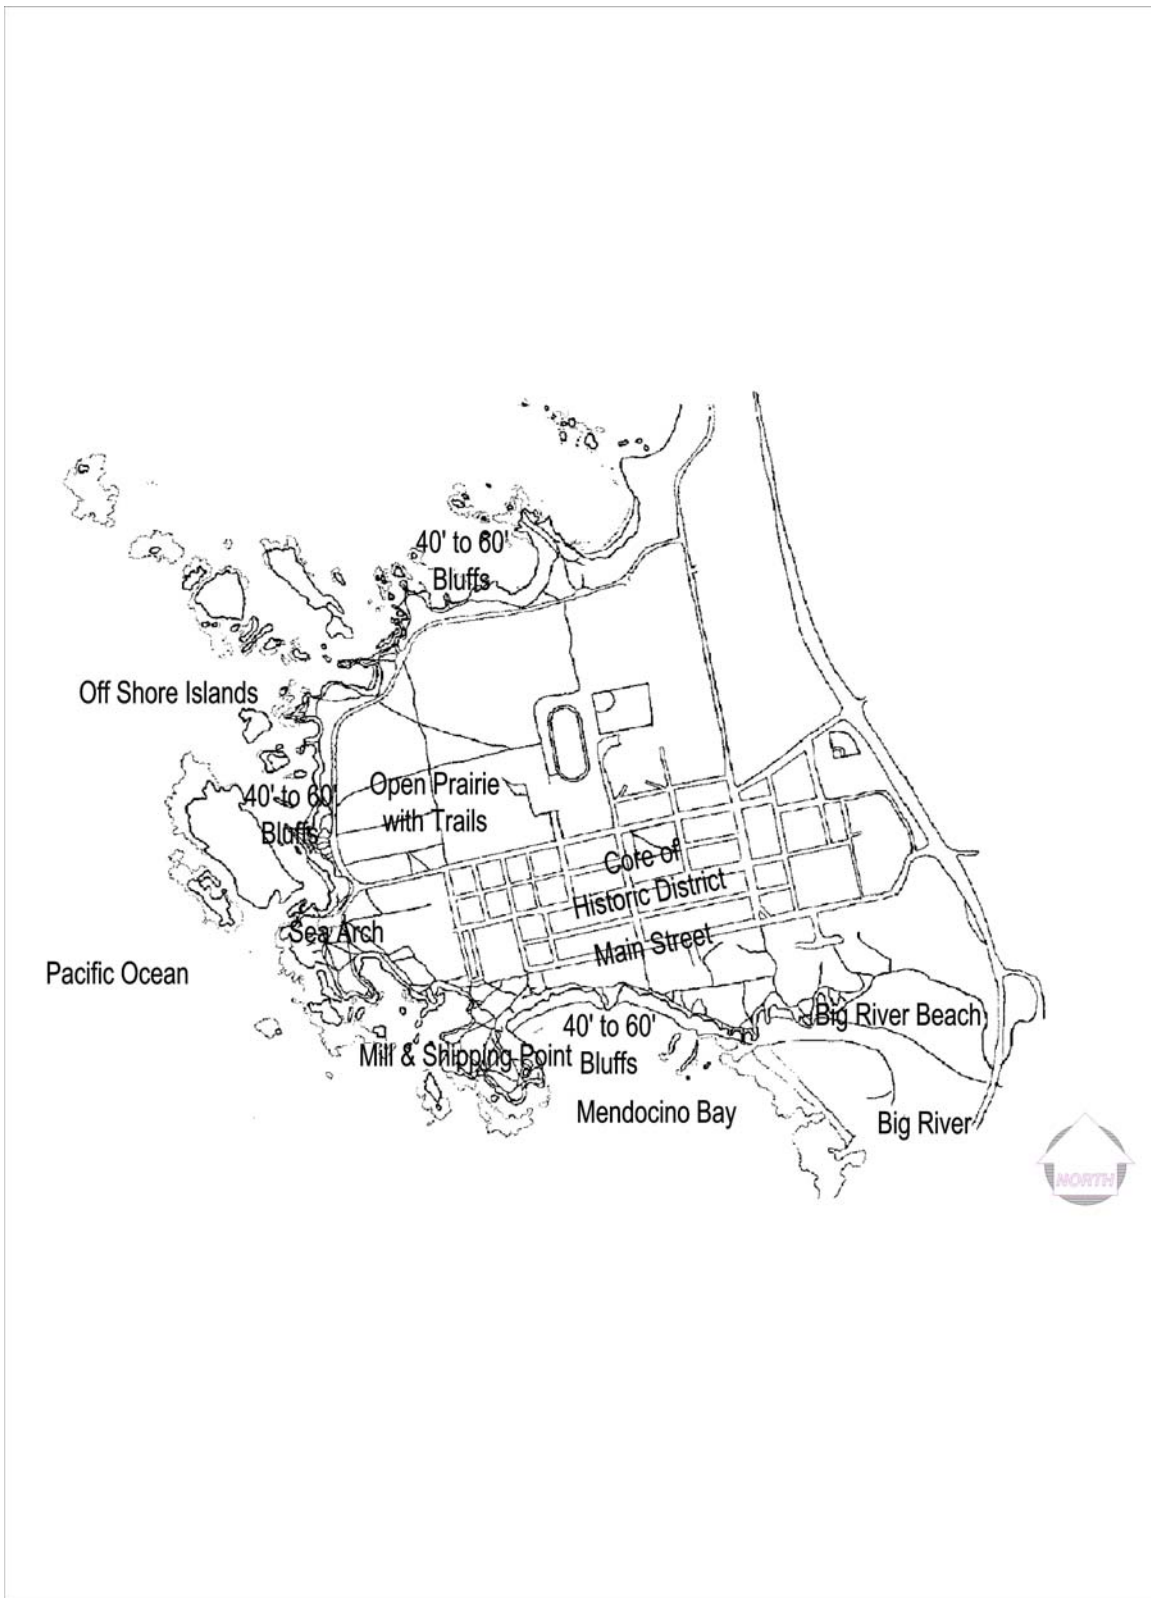 40' to 60'
Bluffs
Off Shore Islands
40' to 60'
Bluffs
Open Prairie
with Trails
Core of
Historic District
Sea Arch
Main Street
Pacific Ocean
Big River Beach
40' to 60'
Bluffs
Mill & Shipping Point
Mendocino Bay
Big River
NORTH